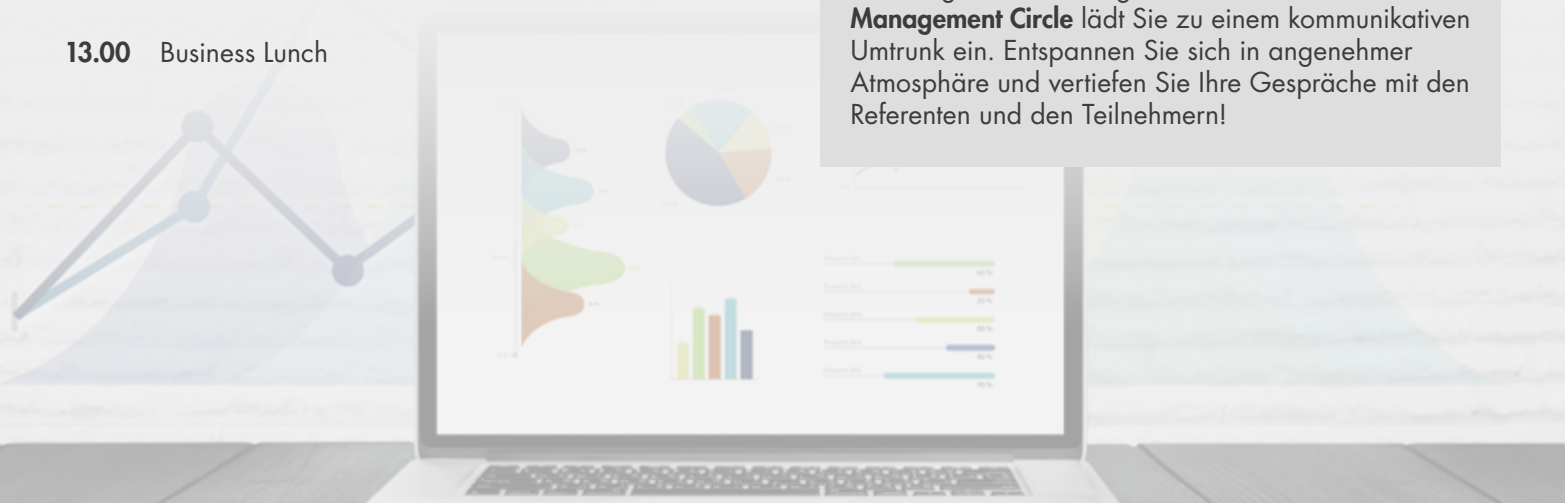 13.00 Business Lunch
Management Circle lädt Sie zu einem kommunikativen
Umtrunk ein. Entspannen Sie sich in angenehmer
Atmosphäre und vertiefen Sie Ihre Gespräche mit den
Referenten und den Teilnehmern!